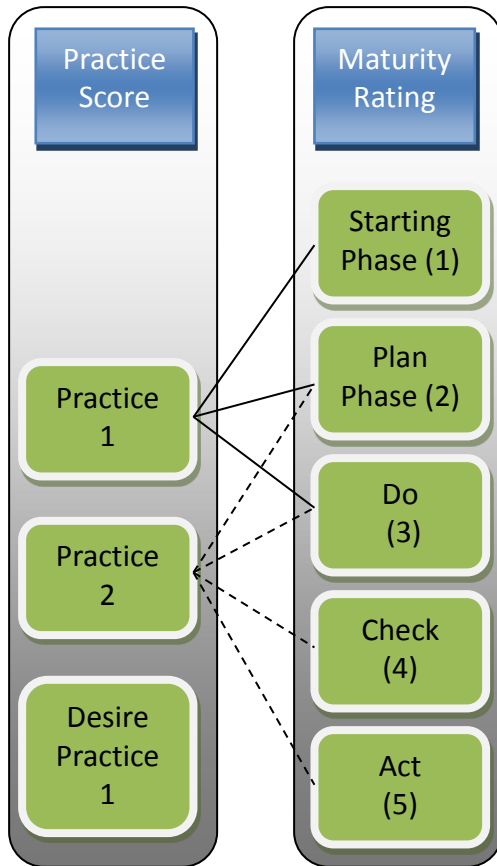 Practice
Score
Practice
1
Practice
2
Desire
Practice
1
Maturity
Rating
Starting
Phase (1)
Plan
Phase (2)
Do
(3)
Check
(4)
Act
(5)